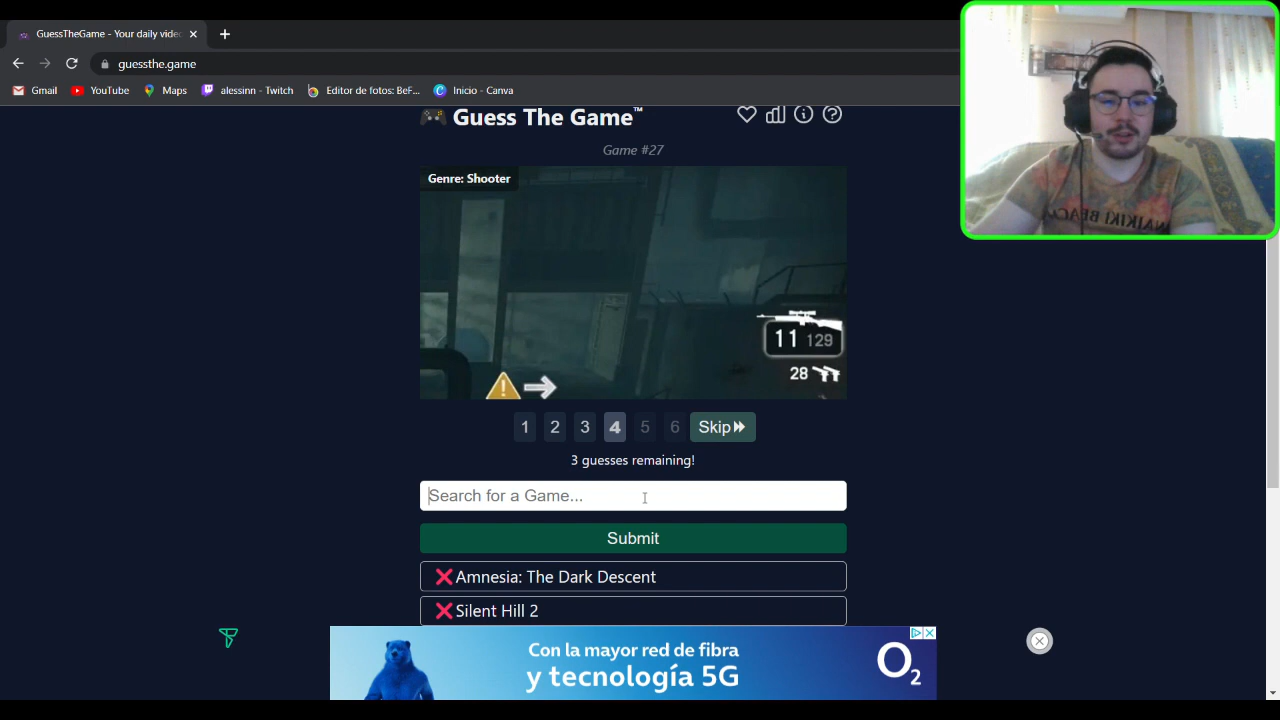 GuessTheGame - Your daily vide
guessthe.game
Gmail
YouTube
Maps
alessinn - Twitch
Editor de fotos: BeF...
Inicio - Canva
Guess The Game™
Game #27
Genre: Shooter
11 129
28
1 2 3 4 5 6 Skip
3 guesses remaining!
Search for a Game...
Submit
Amnesia: The Dark Descent
Silent Hill 2
Con la mayor red de fibra
y tecnología 5G
O2